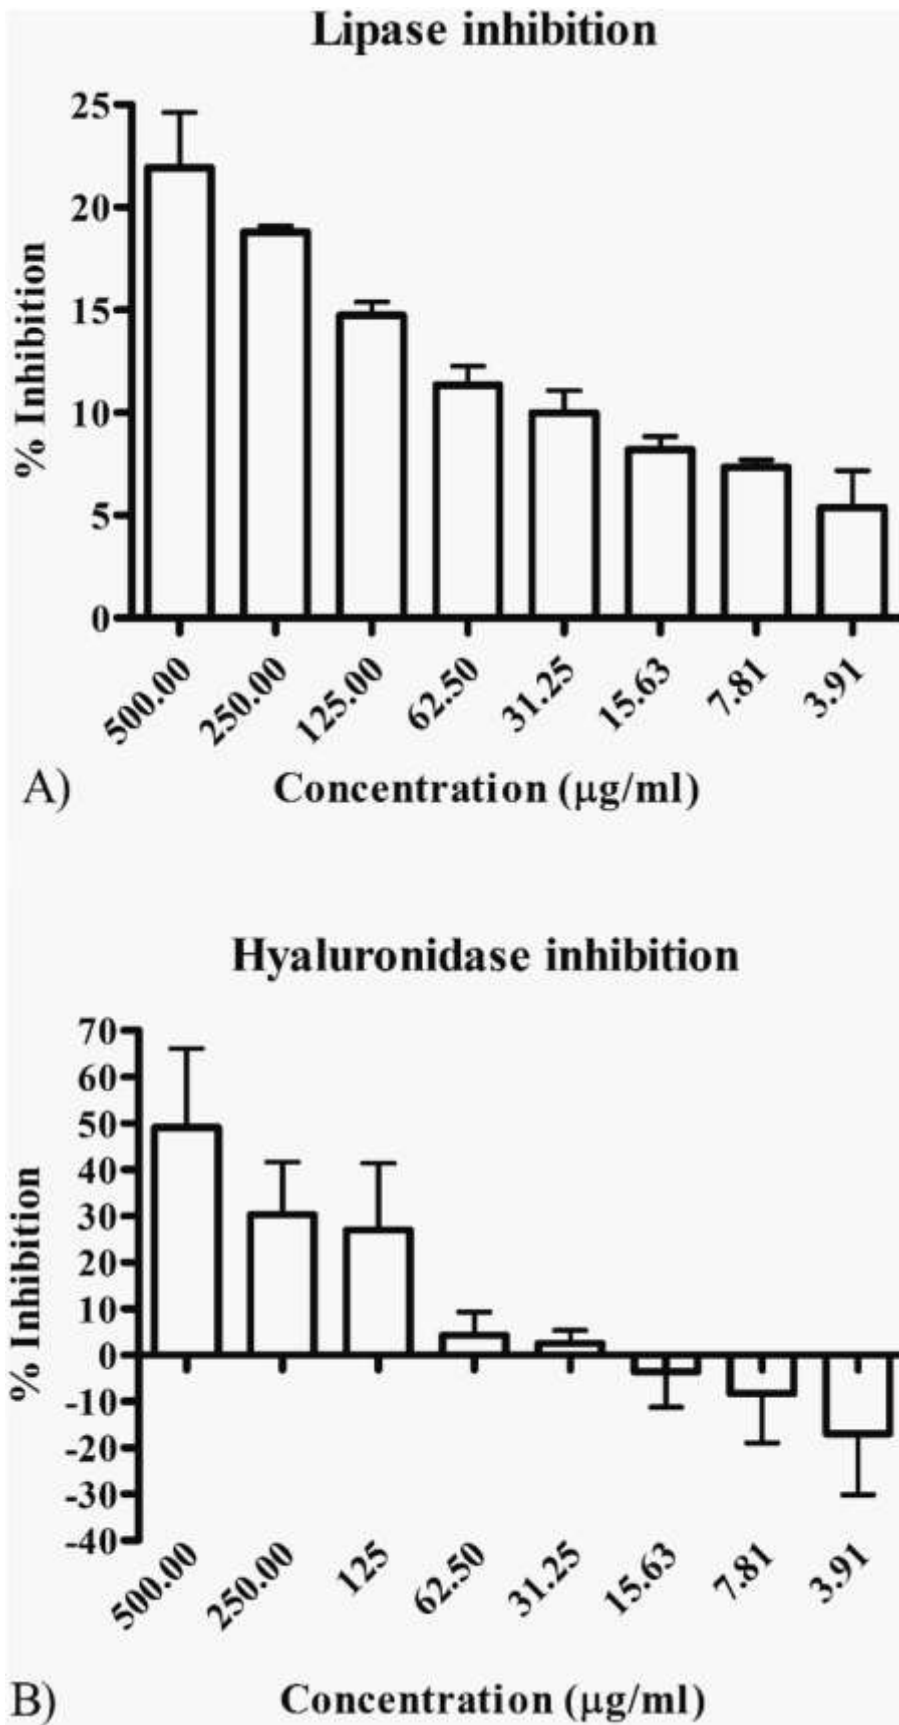 Lipase inhibition
25
20
15
10
5
0
% Inhibition
500.00 250.00 125.00 62.50 31.25 15.63 7.81 3.91
A) Concentration (μg/ml)
Hyaluronidase inhibition
70
60
50
40
30
20
10
0
-10
-20
-30
-40
% Inhibition
500.00 250.00 125 62.50 31.25 15.63 7.81 3.91
B) Concentration (μg/ml)